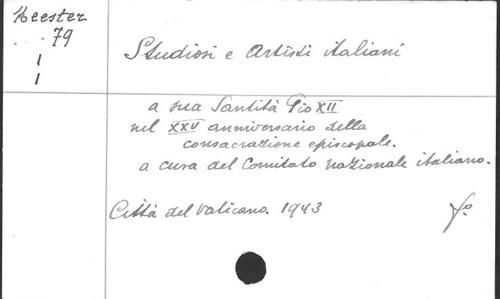 Heester
79
1
1
Studiosi e Artisti italiani
a sua Santità Pio XII
nel XXV anniversario della
consacrazione episcopale.
a cura del Comitato nazionale italiano.
Città del Vaticano. 1943
fo